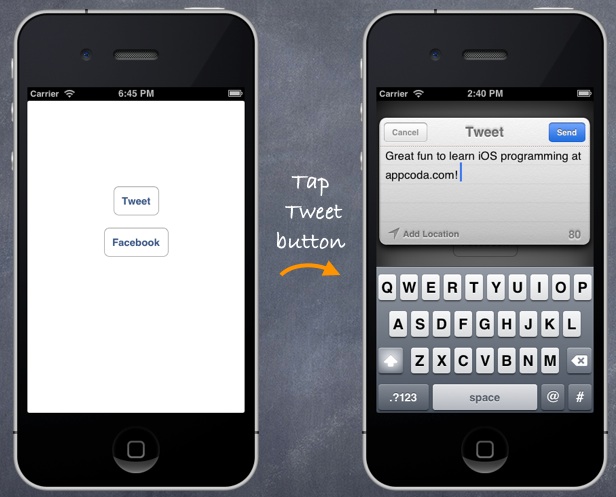 Carrier 6:45 PM
Tweet
Facebook
Tap
Tweet
button
Carrier 2:40 PM
Cancel Tweet Send
Great fun to learn iOS programming at
appcoda.com!
Add Location 80
Q W E R T Y U I O P
A S D F G H J K L
Z X C V B N M
.?123 space @ #